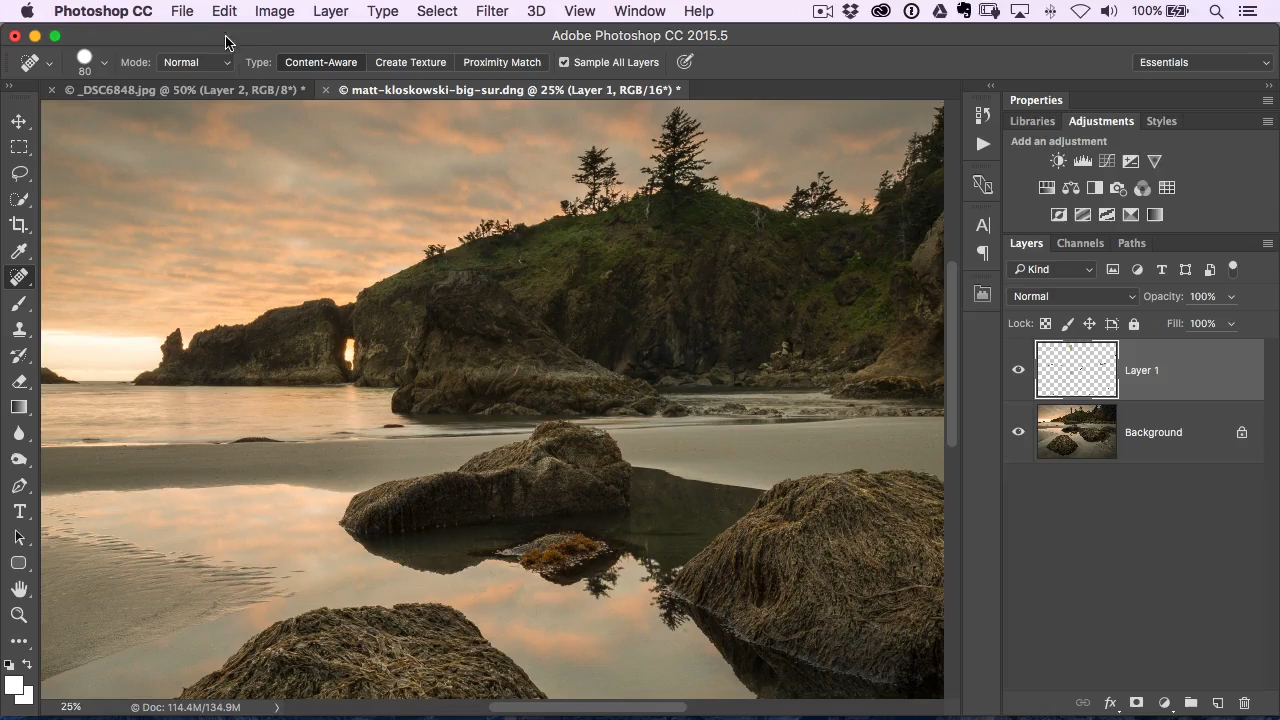 Photoshop CC File Edit Image Layer Type Select Filter 3D View Window Help 100%
Adobe Photoshop CC 2015.5
80 Mode: Normal Type: Content-Aware Create Texture Proximity Match Sample All Layers Essentials
© _DSC6848.jpg @ 50% (Layer 2, RGB/8*) * © matt-kloskowski-big-sur.dng @ 25% (Layer 1, RGB/16*) *
Properties
Libraries Adjustments Styles
Add an adjustment
Layers Channels Paths
Kind
Normal Opacity: 100%
Lock: Fill: 100%
Layer 1
Background
25% © Doc: 114.4M/134.9M